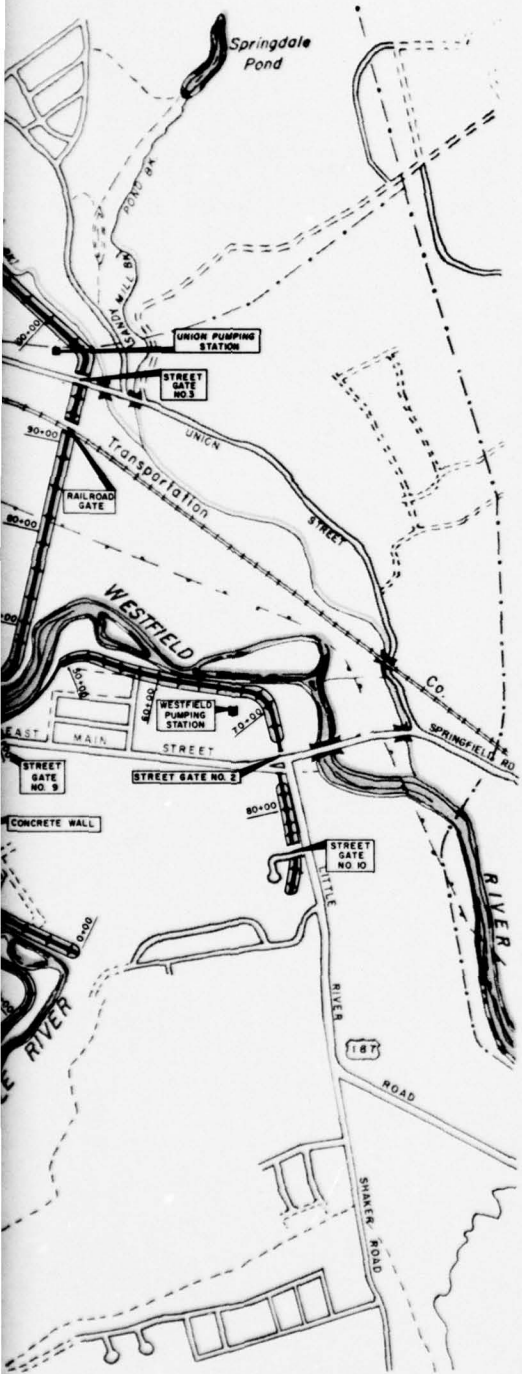 Springdale
Pond
POND BK.
SANDY MILL BK.
UNION PUMPING
STATION
STREET
GATE
NO.3
90+00
UNION
STREET
Transportation
Co.
RAILROAD
GATE
80+00
WESTFIELD
RIVER
50+00
60+00
WESTFIELD
PUMPING
STATION
70+00
EAST MAIN STREET
SPRINGFIELD RD
STREET
GATE
NO. 9
STREET GATE NO. 2
80+00
CONCRETE WALL
STREET
GATE
NO. 10
LITTLE
RIVER
ROAD
0+00
RIVER
187
SHAKER
ROAD